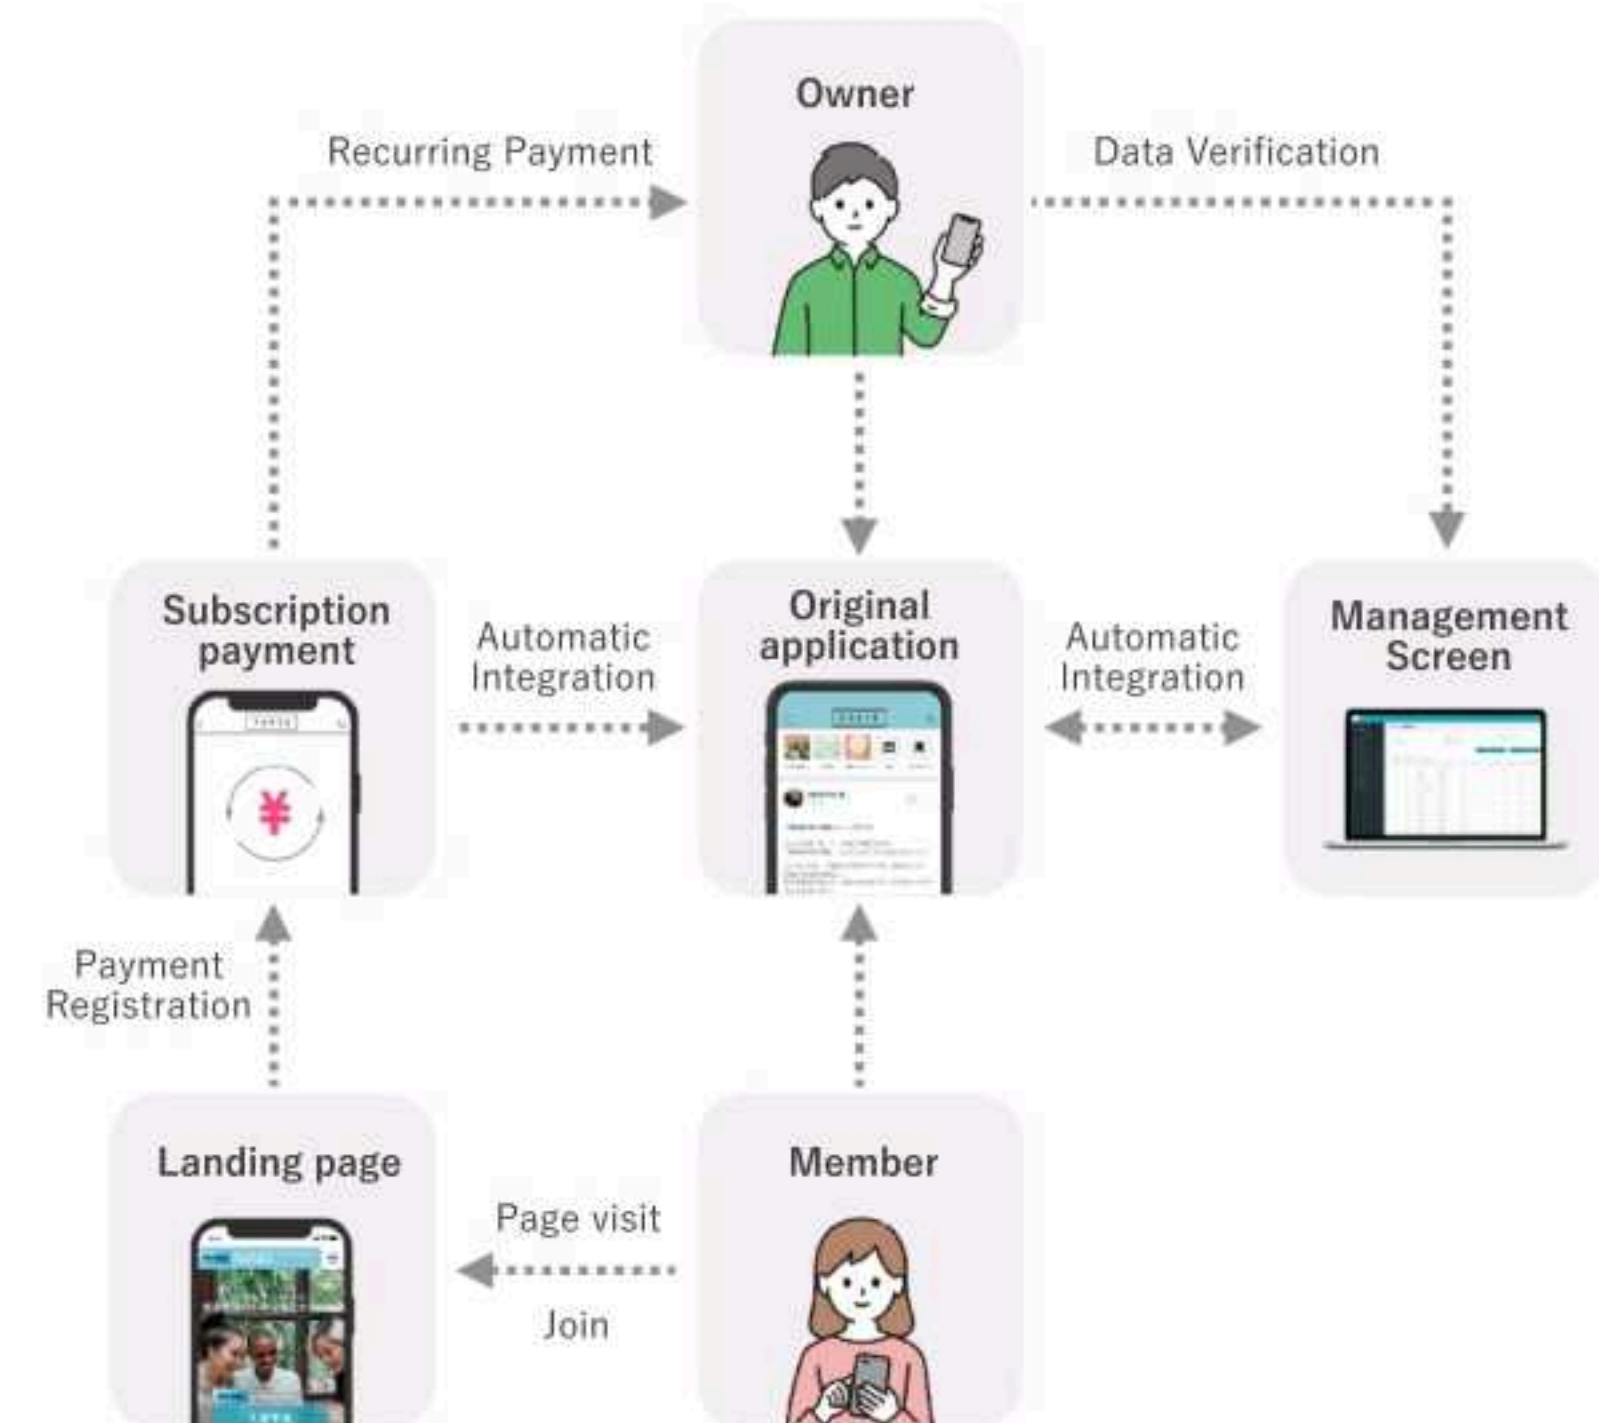 Owner
Recurring Payment
Data Verification
Subscription
payment
Automatic
Integration
Original
application
Automatic
Integration
Management
Screen
¥
Payment
Registration
Landing page
Page visit
Join
Member